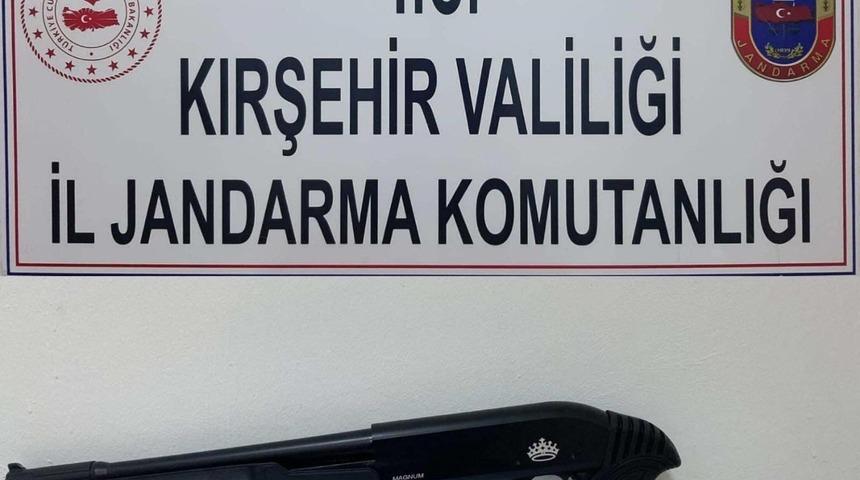 T.C.
KIRŞEHİR VALİLİĞİ
İL JANDARMA KOMUTANLIĞI
JANDARMA
MAGNUM